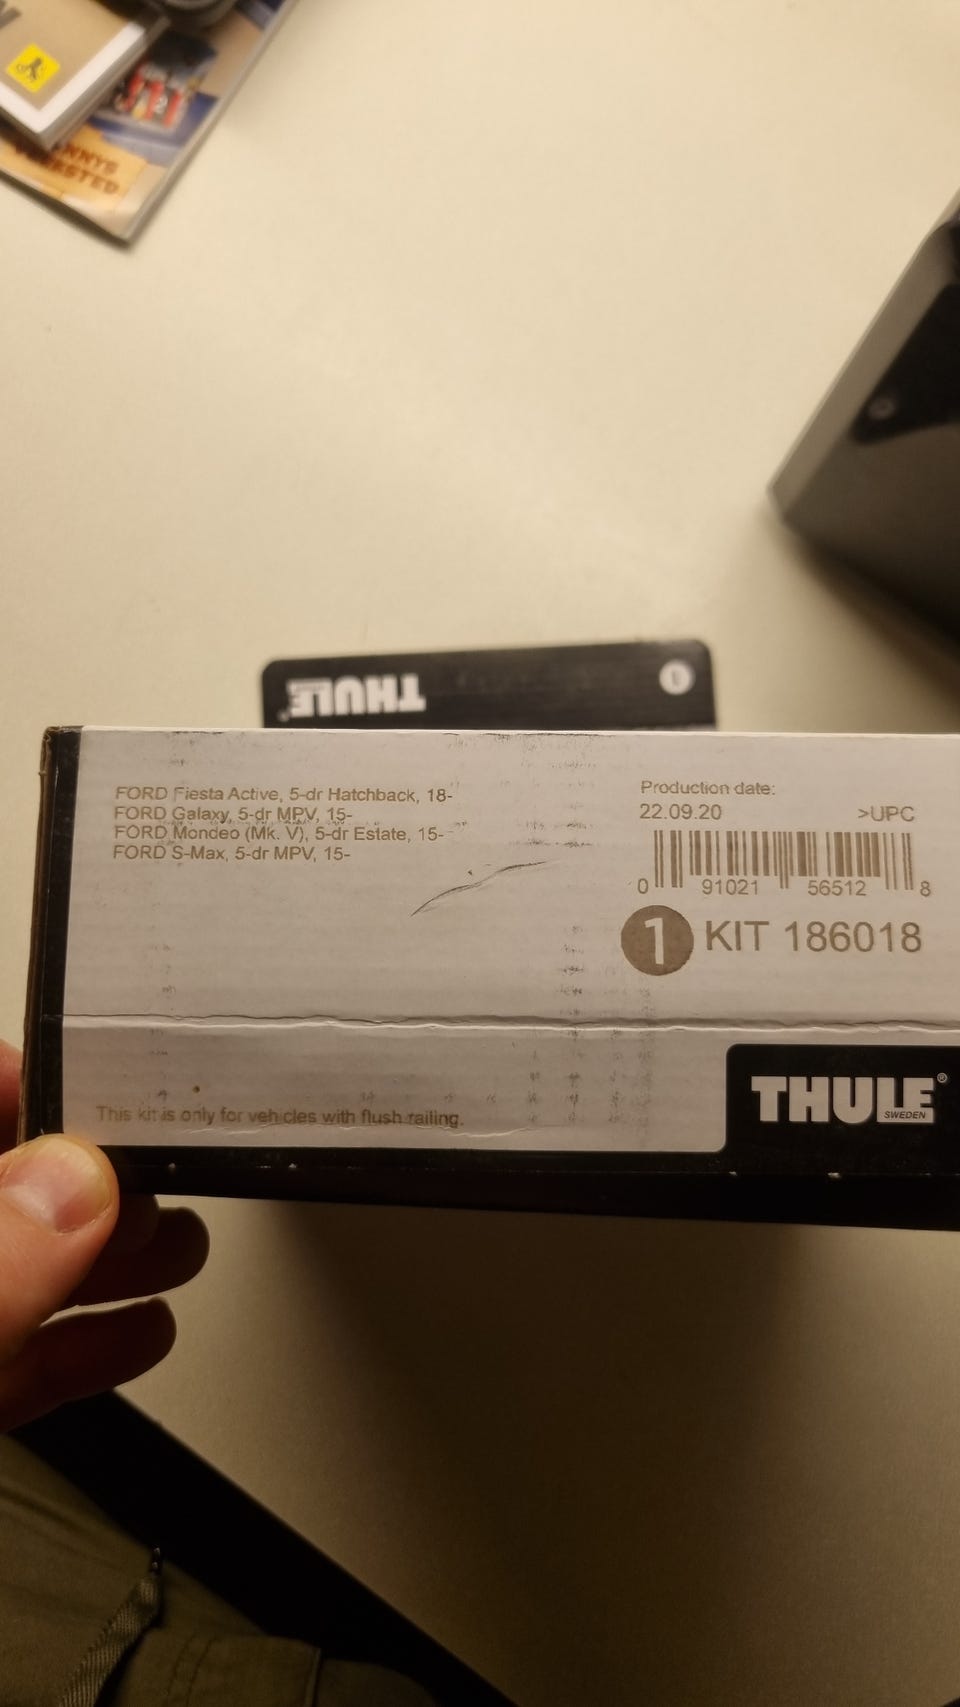 THULE
1
FORD Fiesta Active, 5-dr Hatchback, 18-
FORD Galaxy, 5-dr MPV, 15-
FORD Mondeo (Mk. V), 5-dr Estate, 15-
FORD S-Max, 5-dr MPV, 15-
Production date:
22.09.20 >UPC
0 91021 56512 8
1 KIT 186018
This kit is only for vehicles with flush railing.
THULE®
SWEDEN